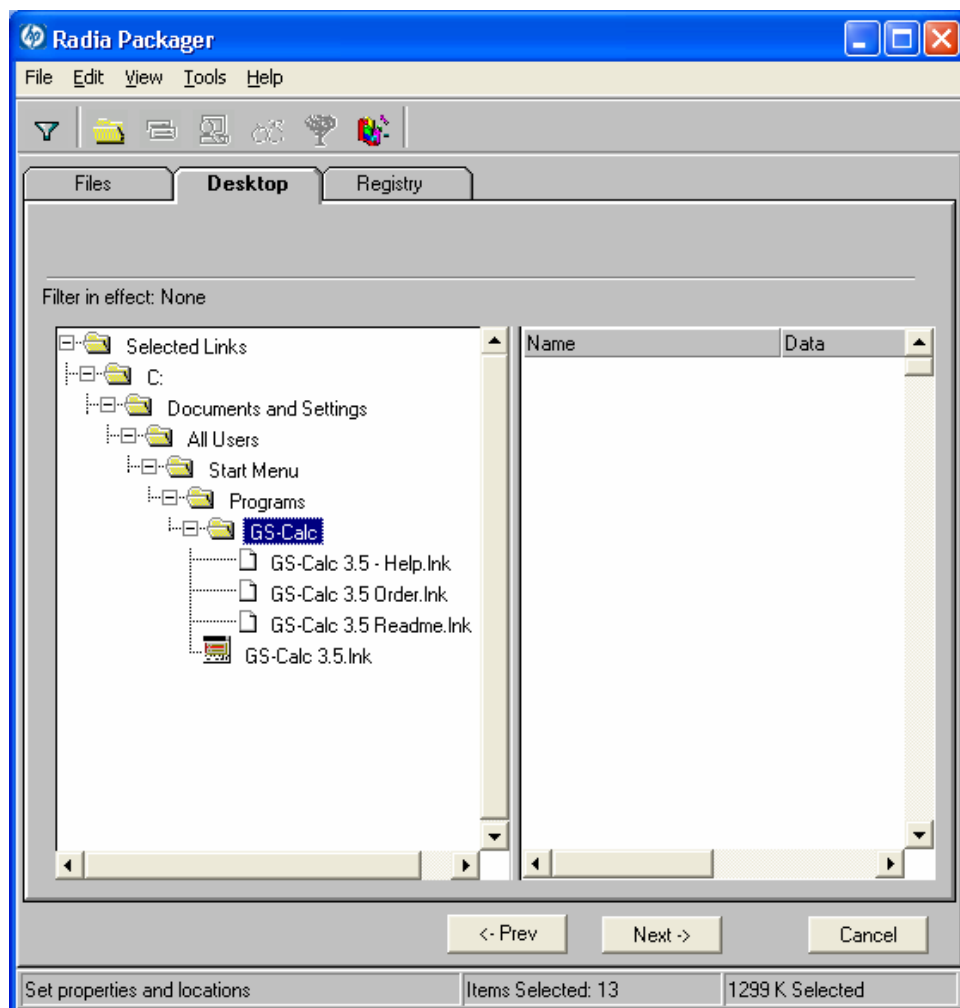 Radia Packager
File Edit View Tools Help
Files Desktop Registry
Filter in effect: None
Selected Links
C:
Documents and Settings
All Users
Start Menu
Programs
GS-Calc
GS-Calc 3.5 - Help.lnk
GS-Calc 3.5 Order.lnk
GS-Calc 3.5 Readme.lnk
GS-Calc 3.5.lnk
Name Data
<- Prev Next -> Cancel
Set properties and locations Items Selected: 13 1299 K Selected